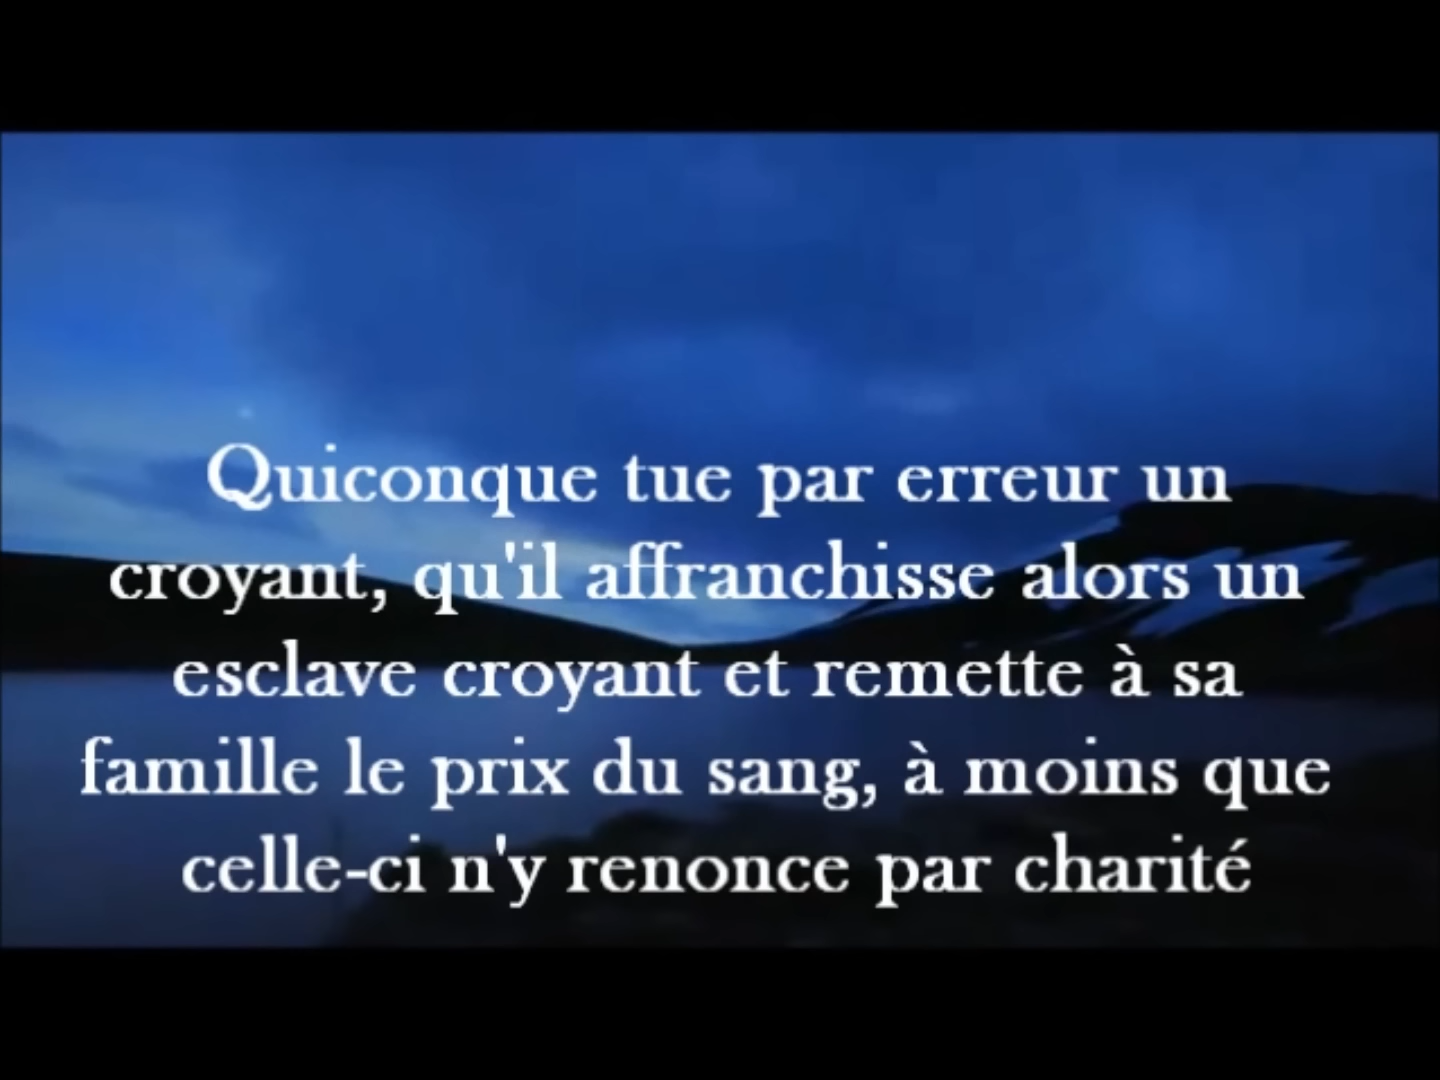 Quiconque tue par erreur un
croyant, qu'il affranchisse alors un
esclave croyant et remette à sa
famille le prix du sang, à moins que
celle-ci n'y renonce par charité